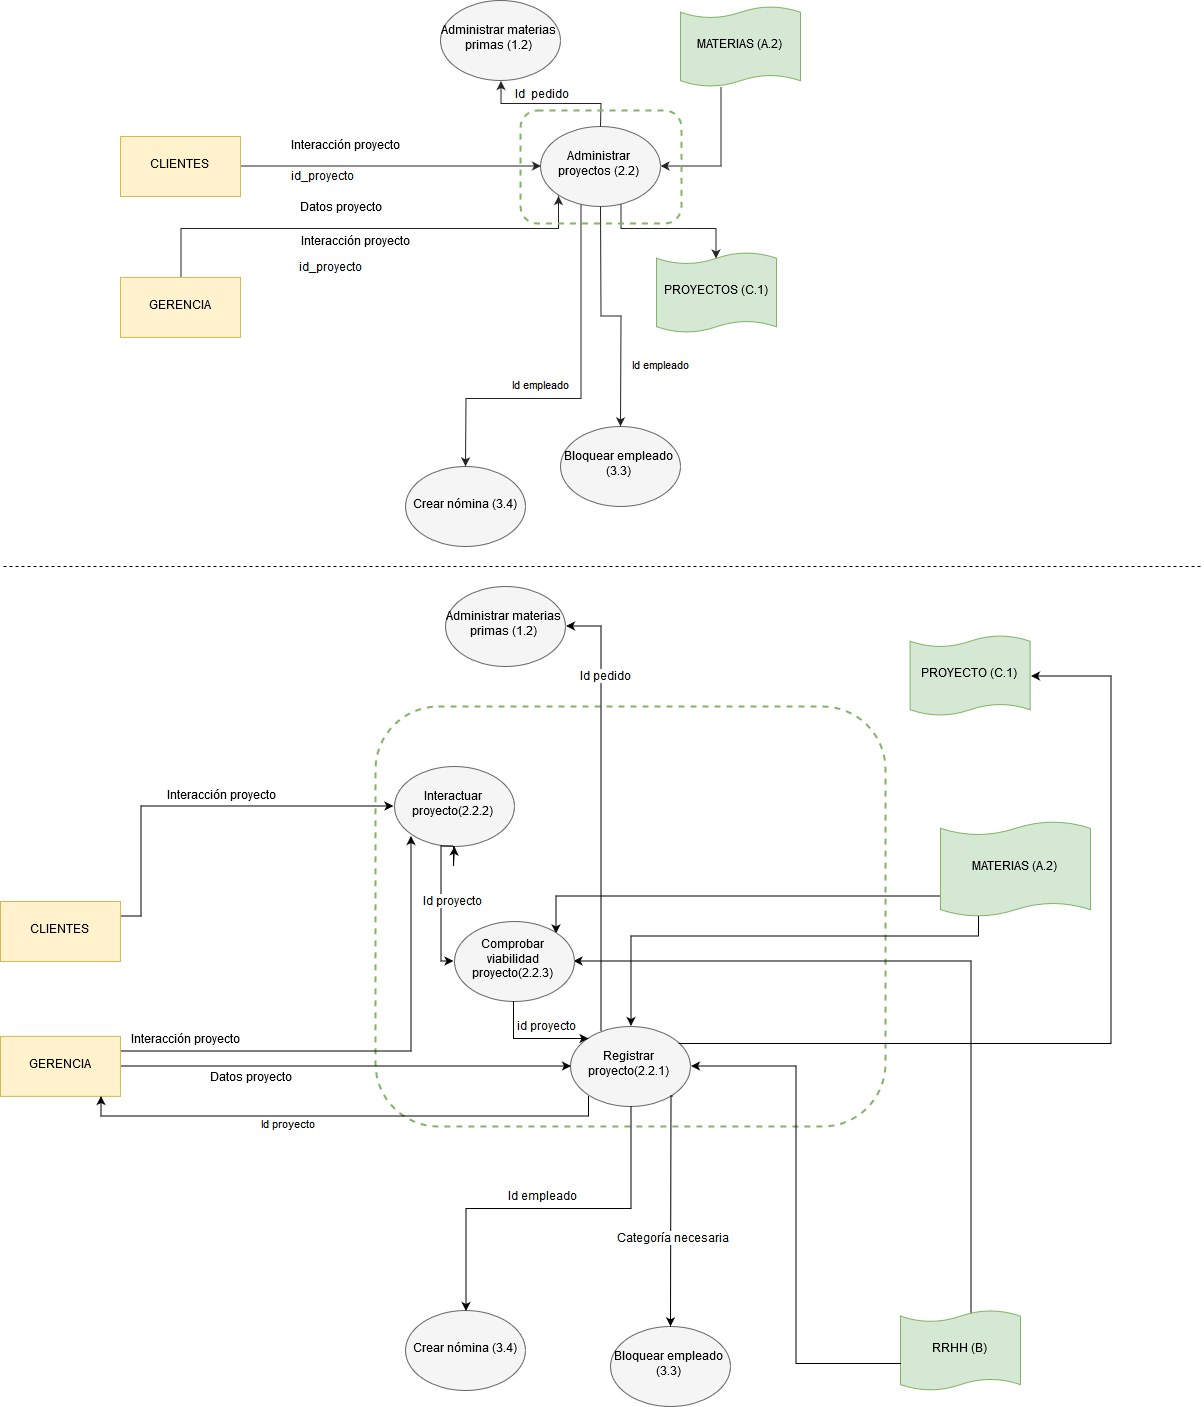 Administrar materias
primas (1.2)
MATERIAS (A.2)
Id pedido
Interacción proyecto
CLIENTES
Administrar
proyectos (2.2)
id_proyecto
Datos proyecto
Interacción proyecto
id_proyecto
GERENCIA
PROYECTOS (C.1)
Id empleado
Id empleado
Bloquear empleado
(3.3)
Crear nómina (3.4)
Administrar materias
primas (1.2)
Id pedido
PROYECTO (C.1)
Interacción proyecto
Interactuar
proyecto(2.2.2)
MATERIAS (A.2)
Id proyecto
CLIENTES
Comprobar
viabilidad
proyecto(2.2.3)
id proyecto
Interacción proyecto
GERENCIA
Registrar
proyecto(2.2.1)
Datos proyecto
Id proyecto
Id empleado
Categoría necesaria
Crear nómina (3.4)
Bloquear empleado
(3.3)
RRHH (B)